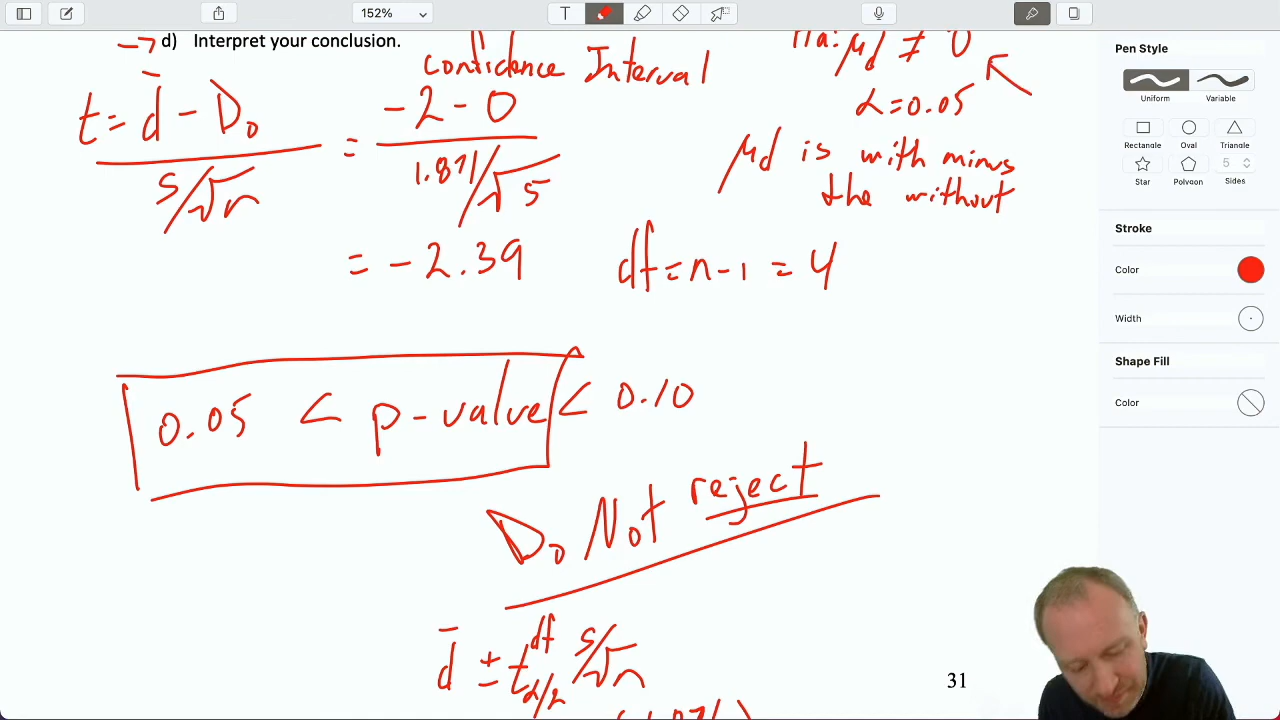 152%
T
→ d) Interpret your conclusion.
Confidence Interval
Ha: μd ≠ 0
α=0.05
μd is with minus
the without
t = d̄ - D₀
s/√n
= -2 - 0
1.871/√5
= -2.39
df = n-1 = 4
0.05 < p-value < 0.10
Do Not reject
d̄ ± t df α/2 s/√n
31
Pen Style
Uniform Variable
Rectangle Oval Triangle
Star Polygon 5 Sides
Stroke
Color
Width
Shape Fill
Color